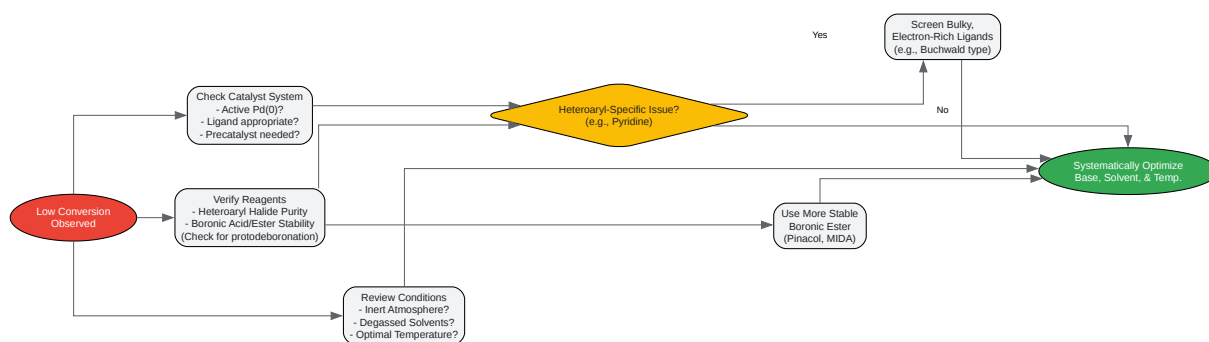 Low Conversion
Observed
Check Catalyst System
- Active Pd(0)?
- Ligand appropriate?
- Precatalyst needed?
Verify Reagents
- Heteroaryl Halide Purity
- Boronic Acid/Ester Stability
(Check for protodeboronation)
Review Conditions
- Inert Atmosphere?
- Degassed Solvents?
- Optimal Temperature?
Heteroaryl-Specific Issue?
(e.g., Pyridine)
Yes
Screen Bulky,
Electron-Rich Ligands
(e.g., Buchwald type)
No
Use More Stable
Boronic Ester
(Pinacol, MIDA)
Systematically Optimize
Base, Solvent, & Temp.